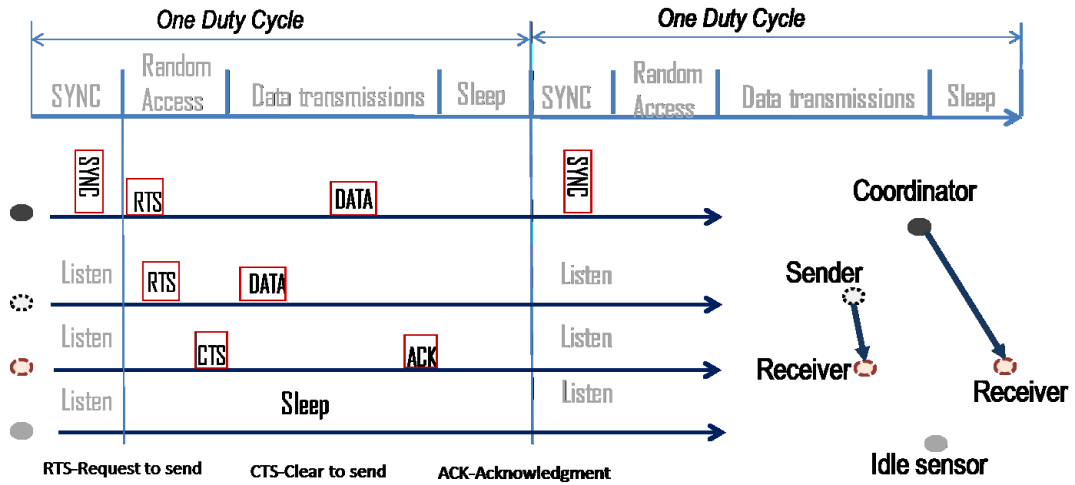 One Duty Cycle One Duty Cycle
SYNC Random Access Data transmissions Sleep SYNC Random Access Data transmissions Sleep
SYNC RTS DATA SYNC
Listen RTS DATA Listen
Listen CTS ACK Listen
Listen Sleep Listen
RTS-Request to send CTS-Clear to send ACK-Acknowledgment
Coordinator
Sender
Receiver
Receiver
Idle sensor